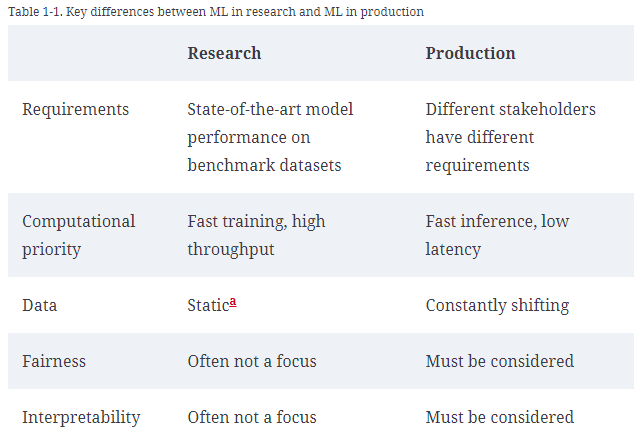 Table 1-1. Key differences between ML in research and ML in production
Research Production
Requirements State-of-the-art model Different stakeholders
performance on have different
benchmark datasets requirements
Computational Fast training, high Fast inference, low
priority throughput latency
Data Statica Constantly shifting
Fairness Often not a focus Must be considered
Interpretability Often not a focus Must be considered